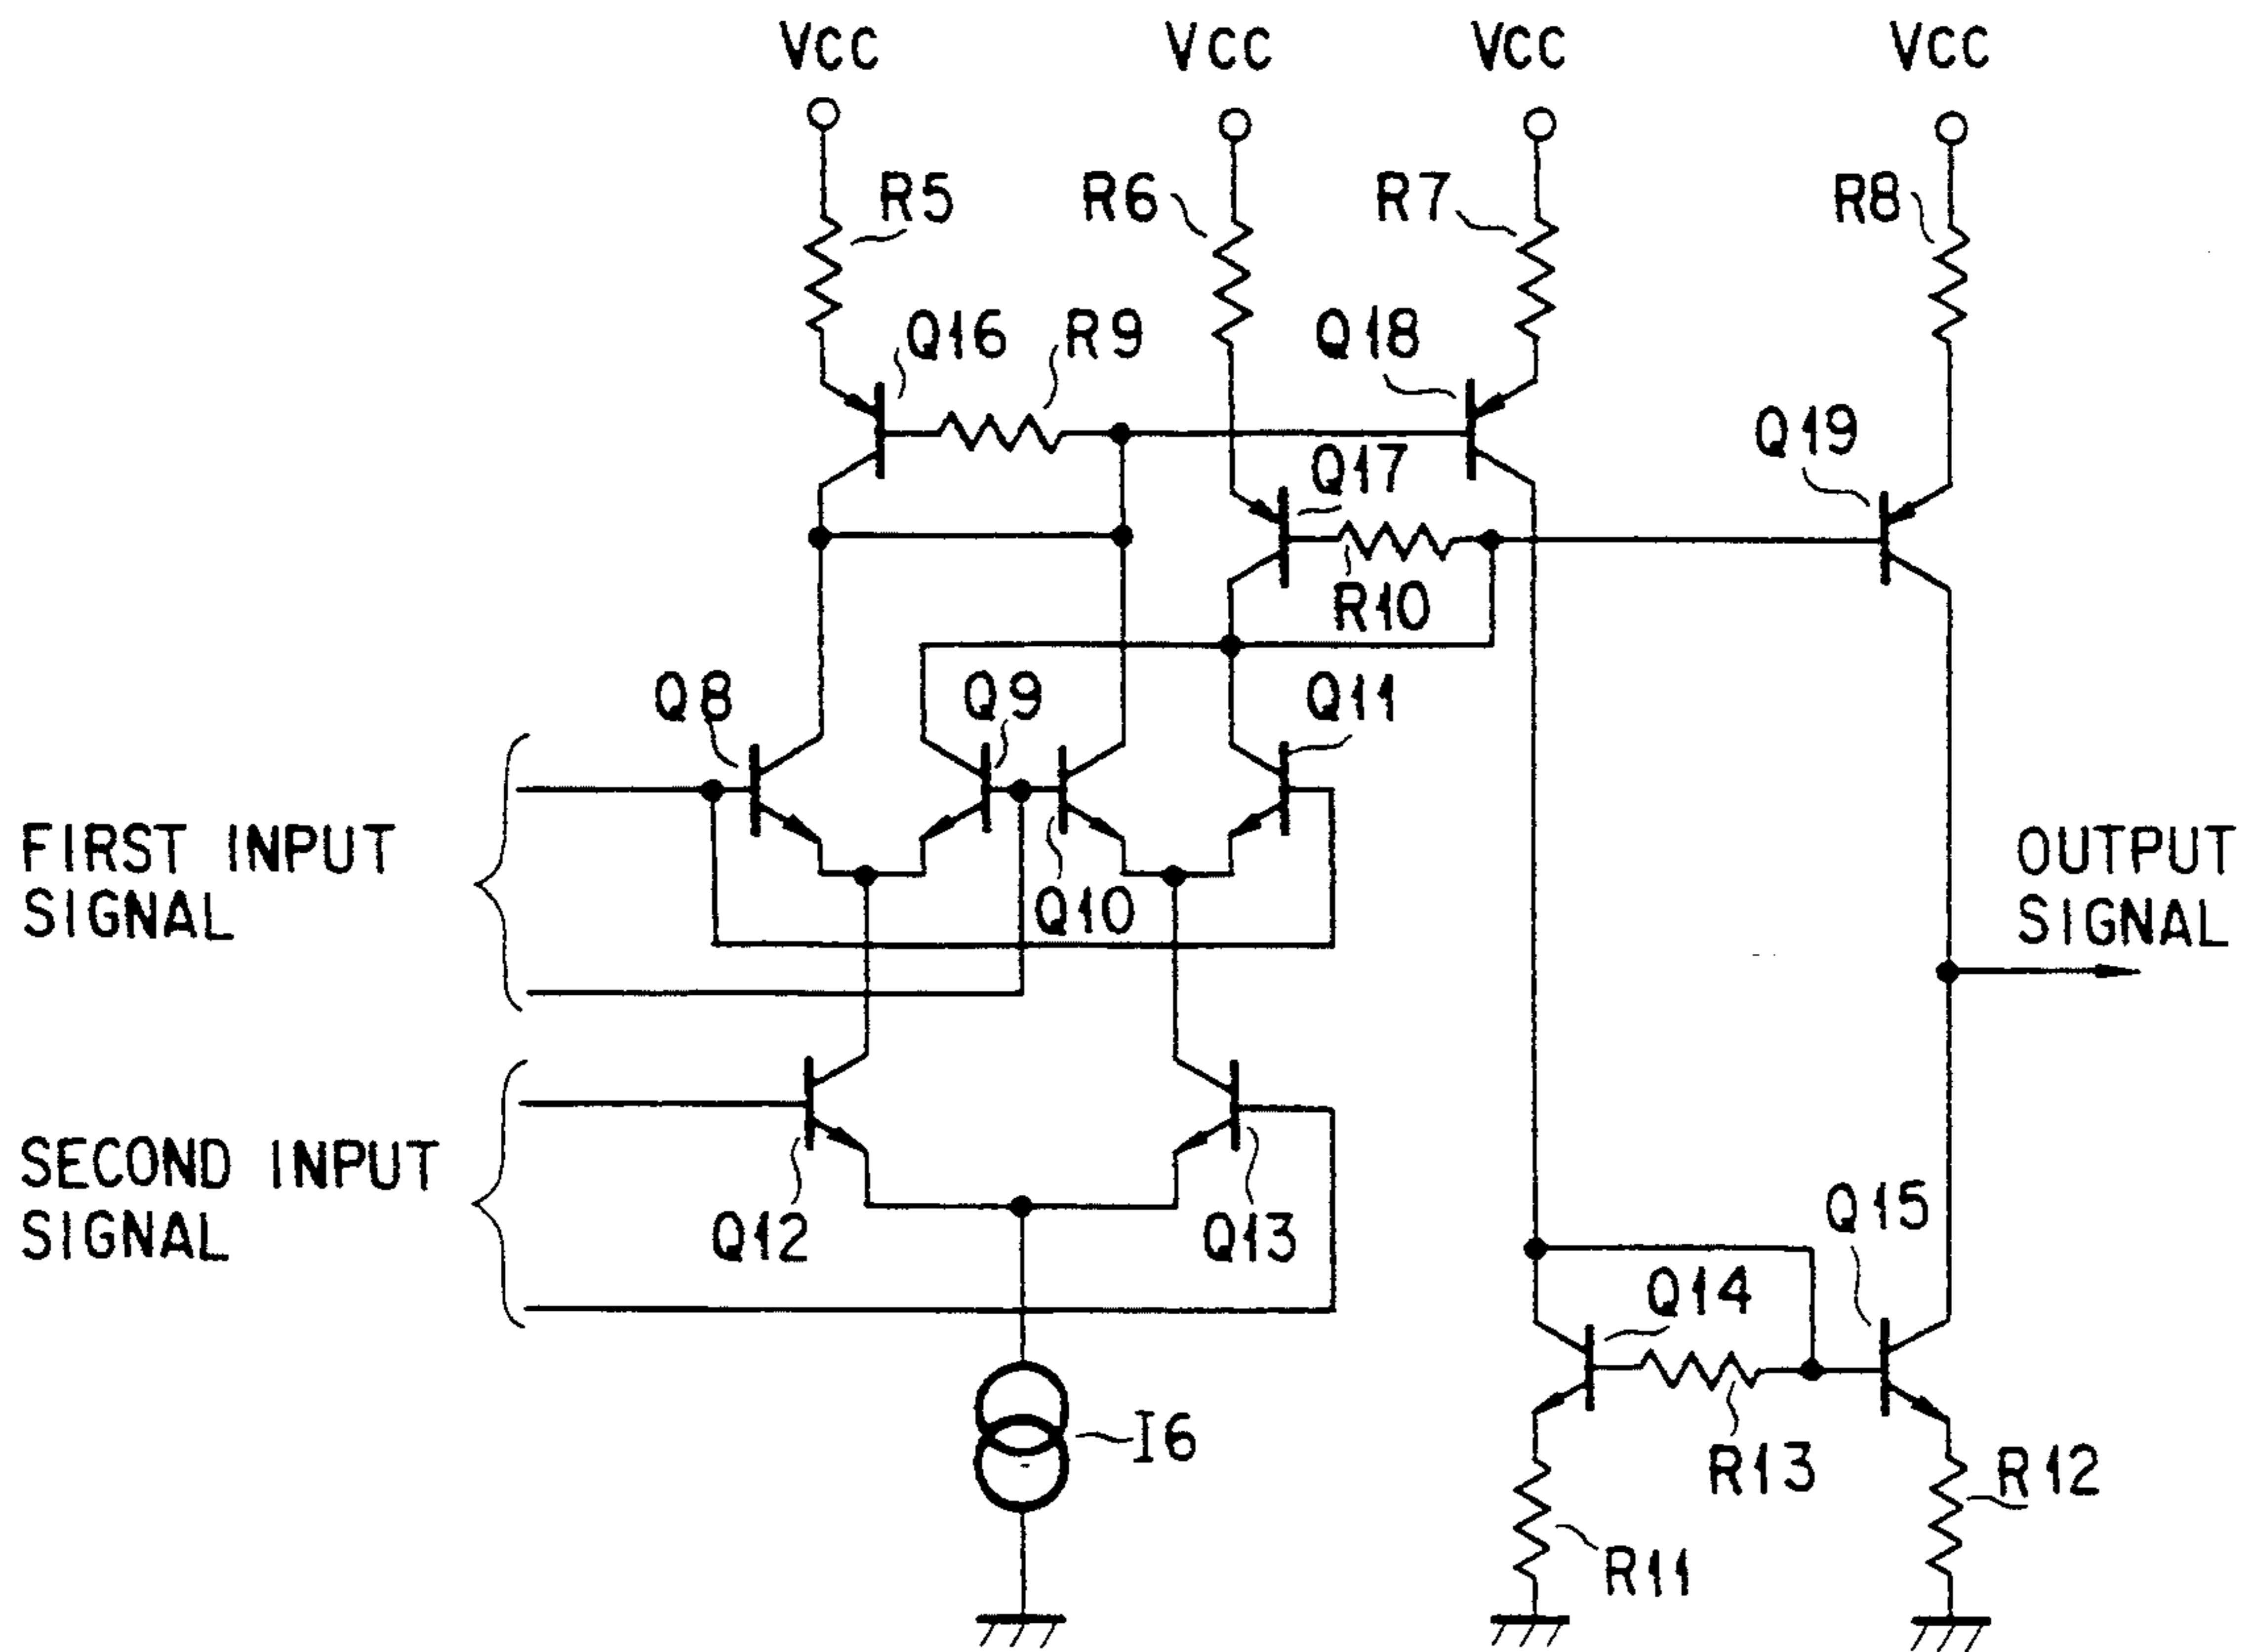 VCC VCC VCC VCC
R5 R6 R7 R8
Q16 R9 Q18
Q17 Q19
R10
Q8 Q9 Q11
FIRST INPUT
SIGNAL
Q10
OUTPUT
SIGNAL
SECOND INPUT
SIGNAL
Q12 Q13 Q15
Q14
I6
R13 R12
R11